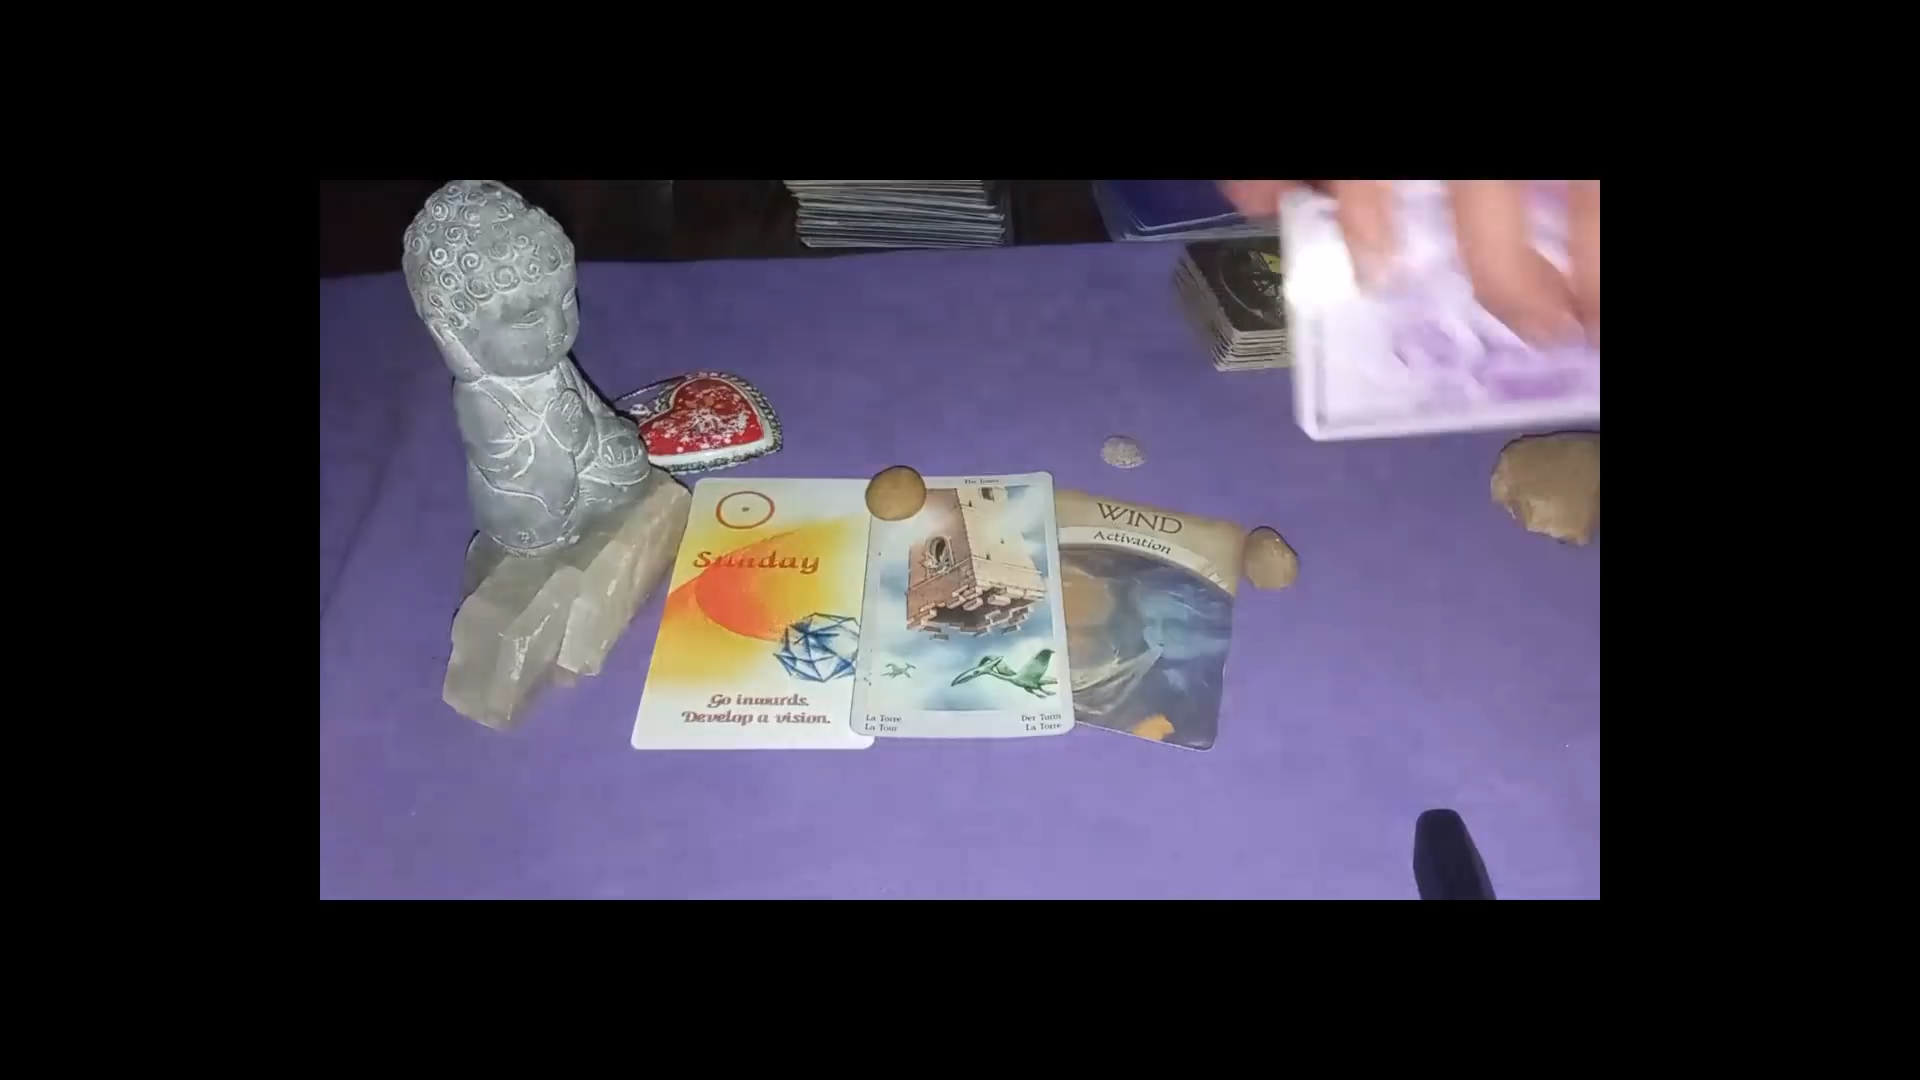 Sunday
Go inwards.
Develop a vision.
The Tower
La Torre
La Tour
Der Turm
La Torre
WIND
Activation